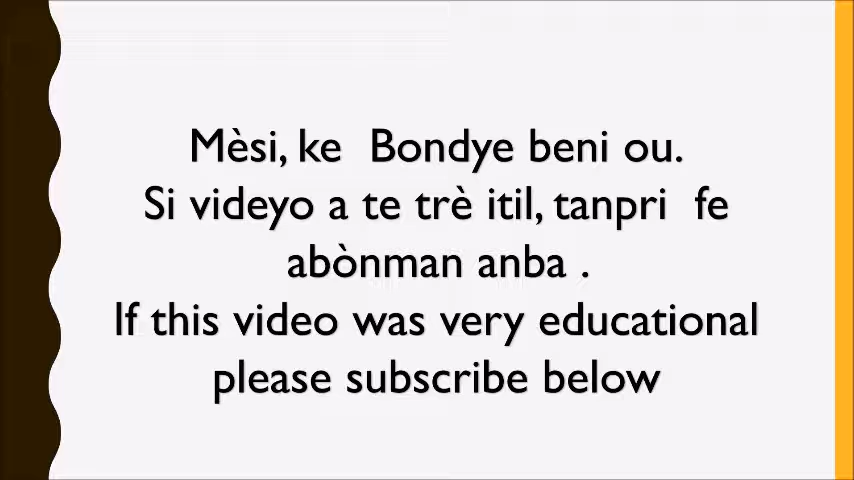 Mèsi, ke Bondye beni ou.
Si videyo a te trè itil, tanpri fe
abònman anba .
If this video was very educational
please subscribe below